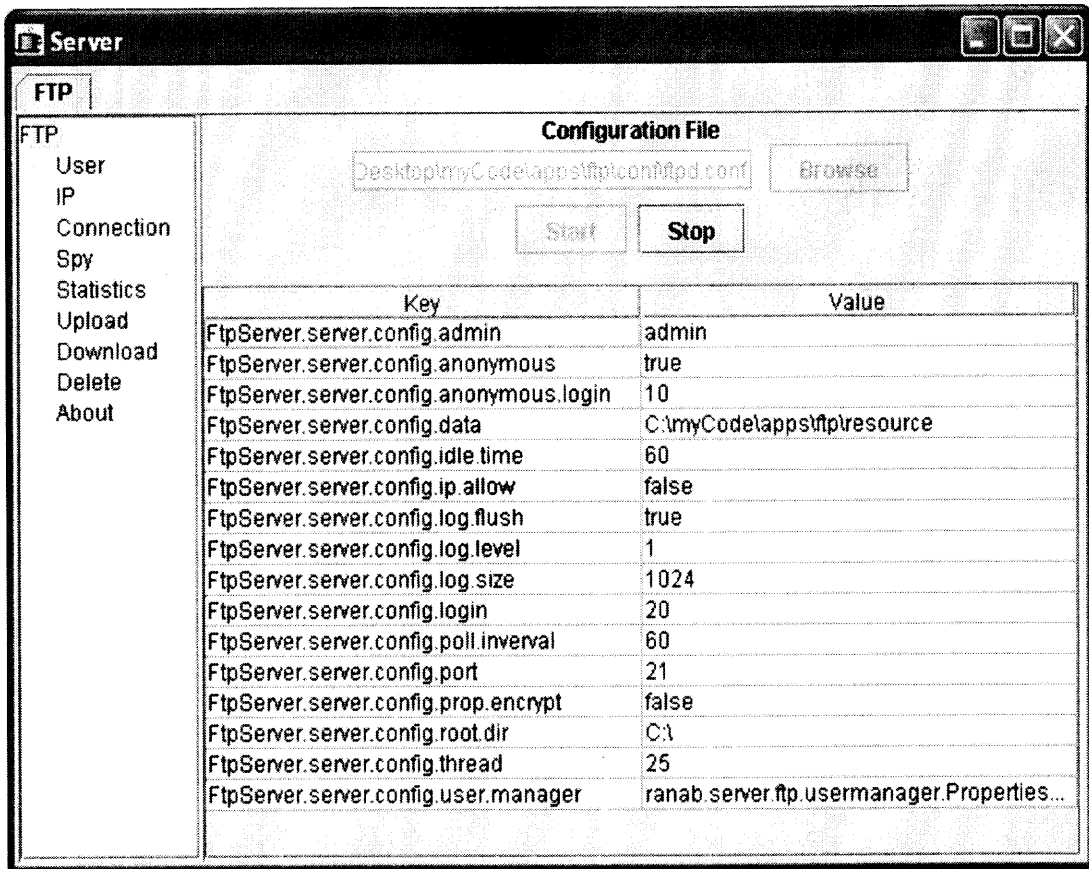 Server
FTP
FTP
User
IP
Connection
Spy
Statistics
Upload
Download
Delete
About
Configuration File
Desktop\myCode\apps\ftp\conf\ftpd.conf Browse
Start Stop
Key Value
FtpServer.server.config.admin admin
FtpServer.server.config.anonymous true
FtpServer.server.config.anonymous.login 10
FtpServer.server.config.data C:\myCode\apps\ftp\resource
FtpServer.server.config.idle.time 60
FtpServer.server.config.ip.allow false
FtpServer.server.config.log.flush true
FtpServer.server.config.log.level 1
FtpServer.server.config.log.size 1024
FtpServer.server.config.login 20
FtpServer.server.config.poll.inverval 60
FtpServer.server.config.port 21
FtpServer.server.config.prop.encrypt false
FtpServer.server.config.root.dir C:\
FtpServer.server.config.thread 25
FtpServer.server.config.user.manager ranab.server.ftp.usermanager.Properties...